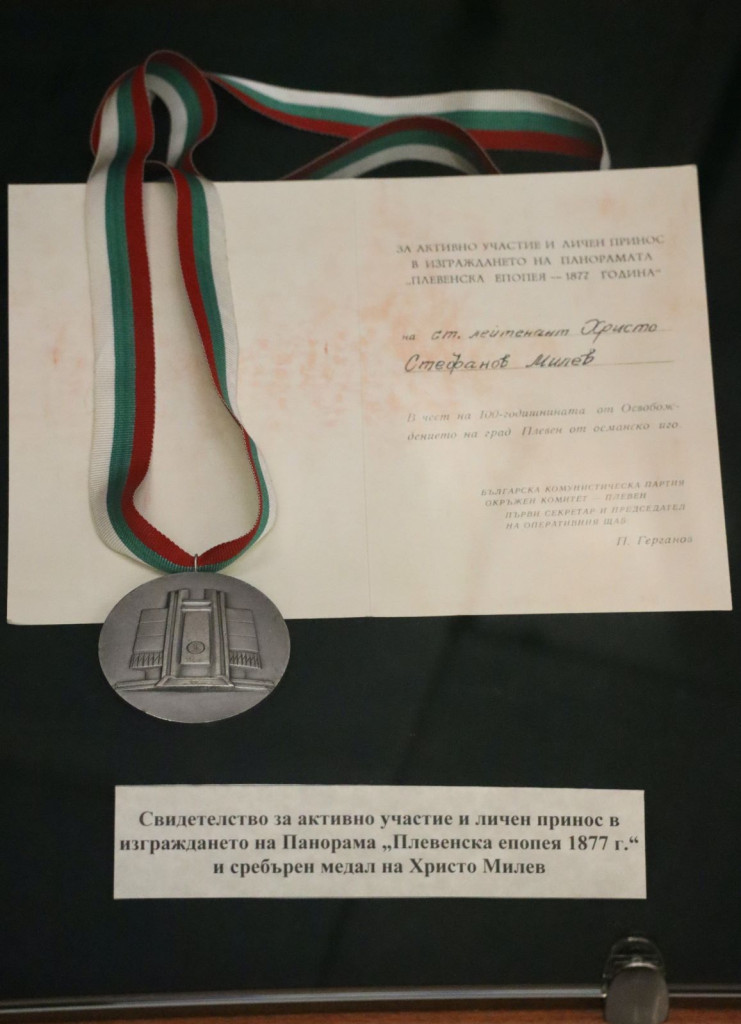 ЗА АКТИВНО УЧАСТИЕ И ЛИЧЕН ПРИНОС
В ИЗГРАЖДАНЕТО НА ПАНОРАМАТА
„ПЛЕВЕНСКА ЕПОПЕЯ — 1877 ГОДИНА“
на ст. лейтенант Христо
Стефанов Милев
В чест на 100-годишнината от Освобож-
дението на град Плевен от османско иго.
БЪЛГАРСКА КОМУНИСТИЧЕСКА ПАРТИЯ
ОКРЪЖЕН КОМИТЕТ — ПЛЕВЕН
ПЪРВИ СЕКРЕТАР И ПРЕДСЕДАТЕЛ
НА ОПЕРАТИВНИЯ ЩАБ
П. Герганов
Свидетелство за активно участие и личен принос в
изграждането на Панорама „Плевенска епопея 1877 г.“
и сребърен медал на Христо Милев